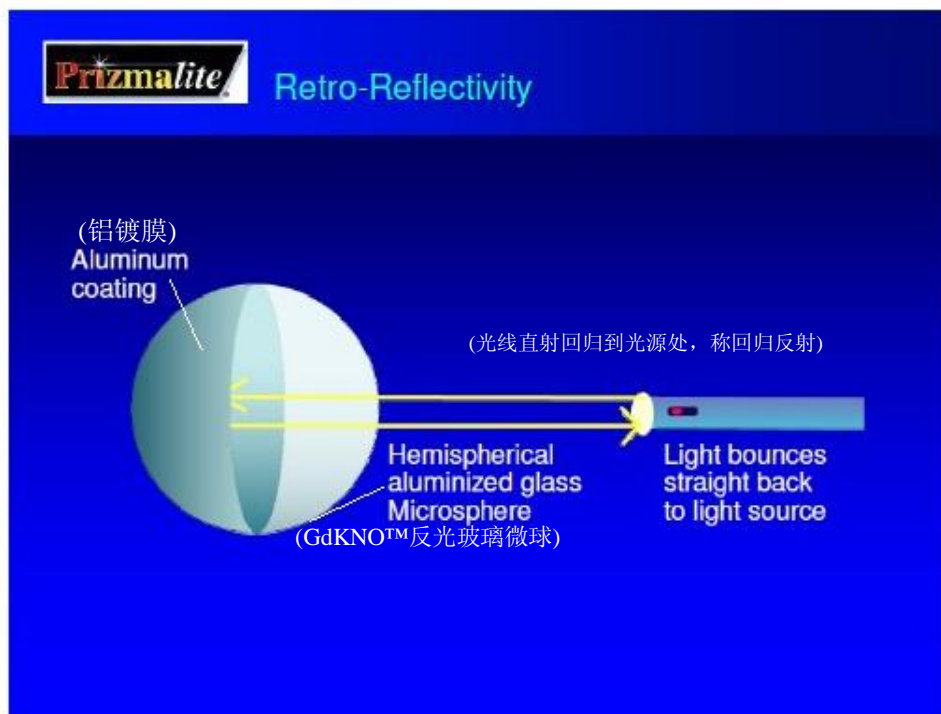 Prizmalite
Retro-Reflectivity
(铝镀膜)
Aluminum
coating
(光线直射回归到光源处，称回归反射)
Hemispherical
aluminized glass
Microsphere
(GdKNO™反光玻璃微球)
Light bounces
straight back
to light source